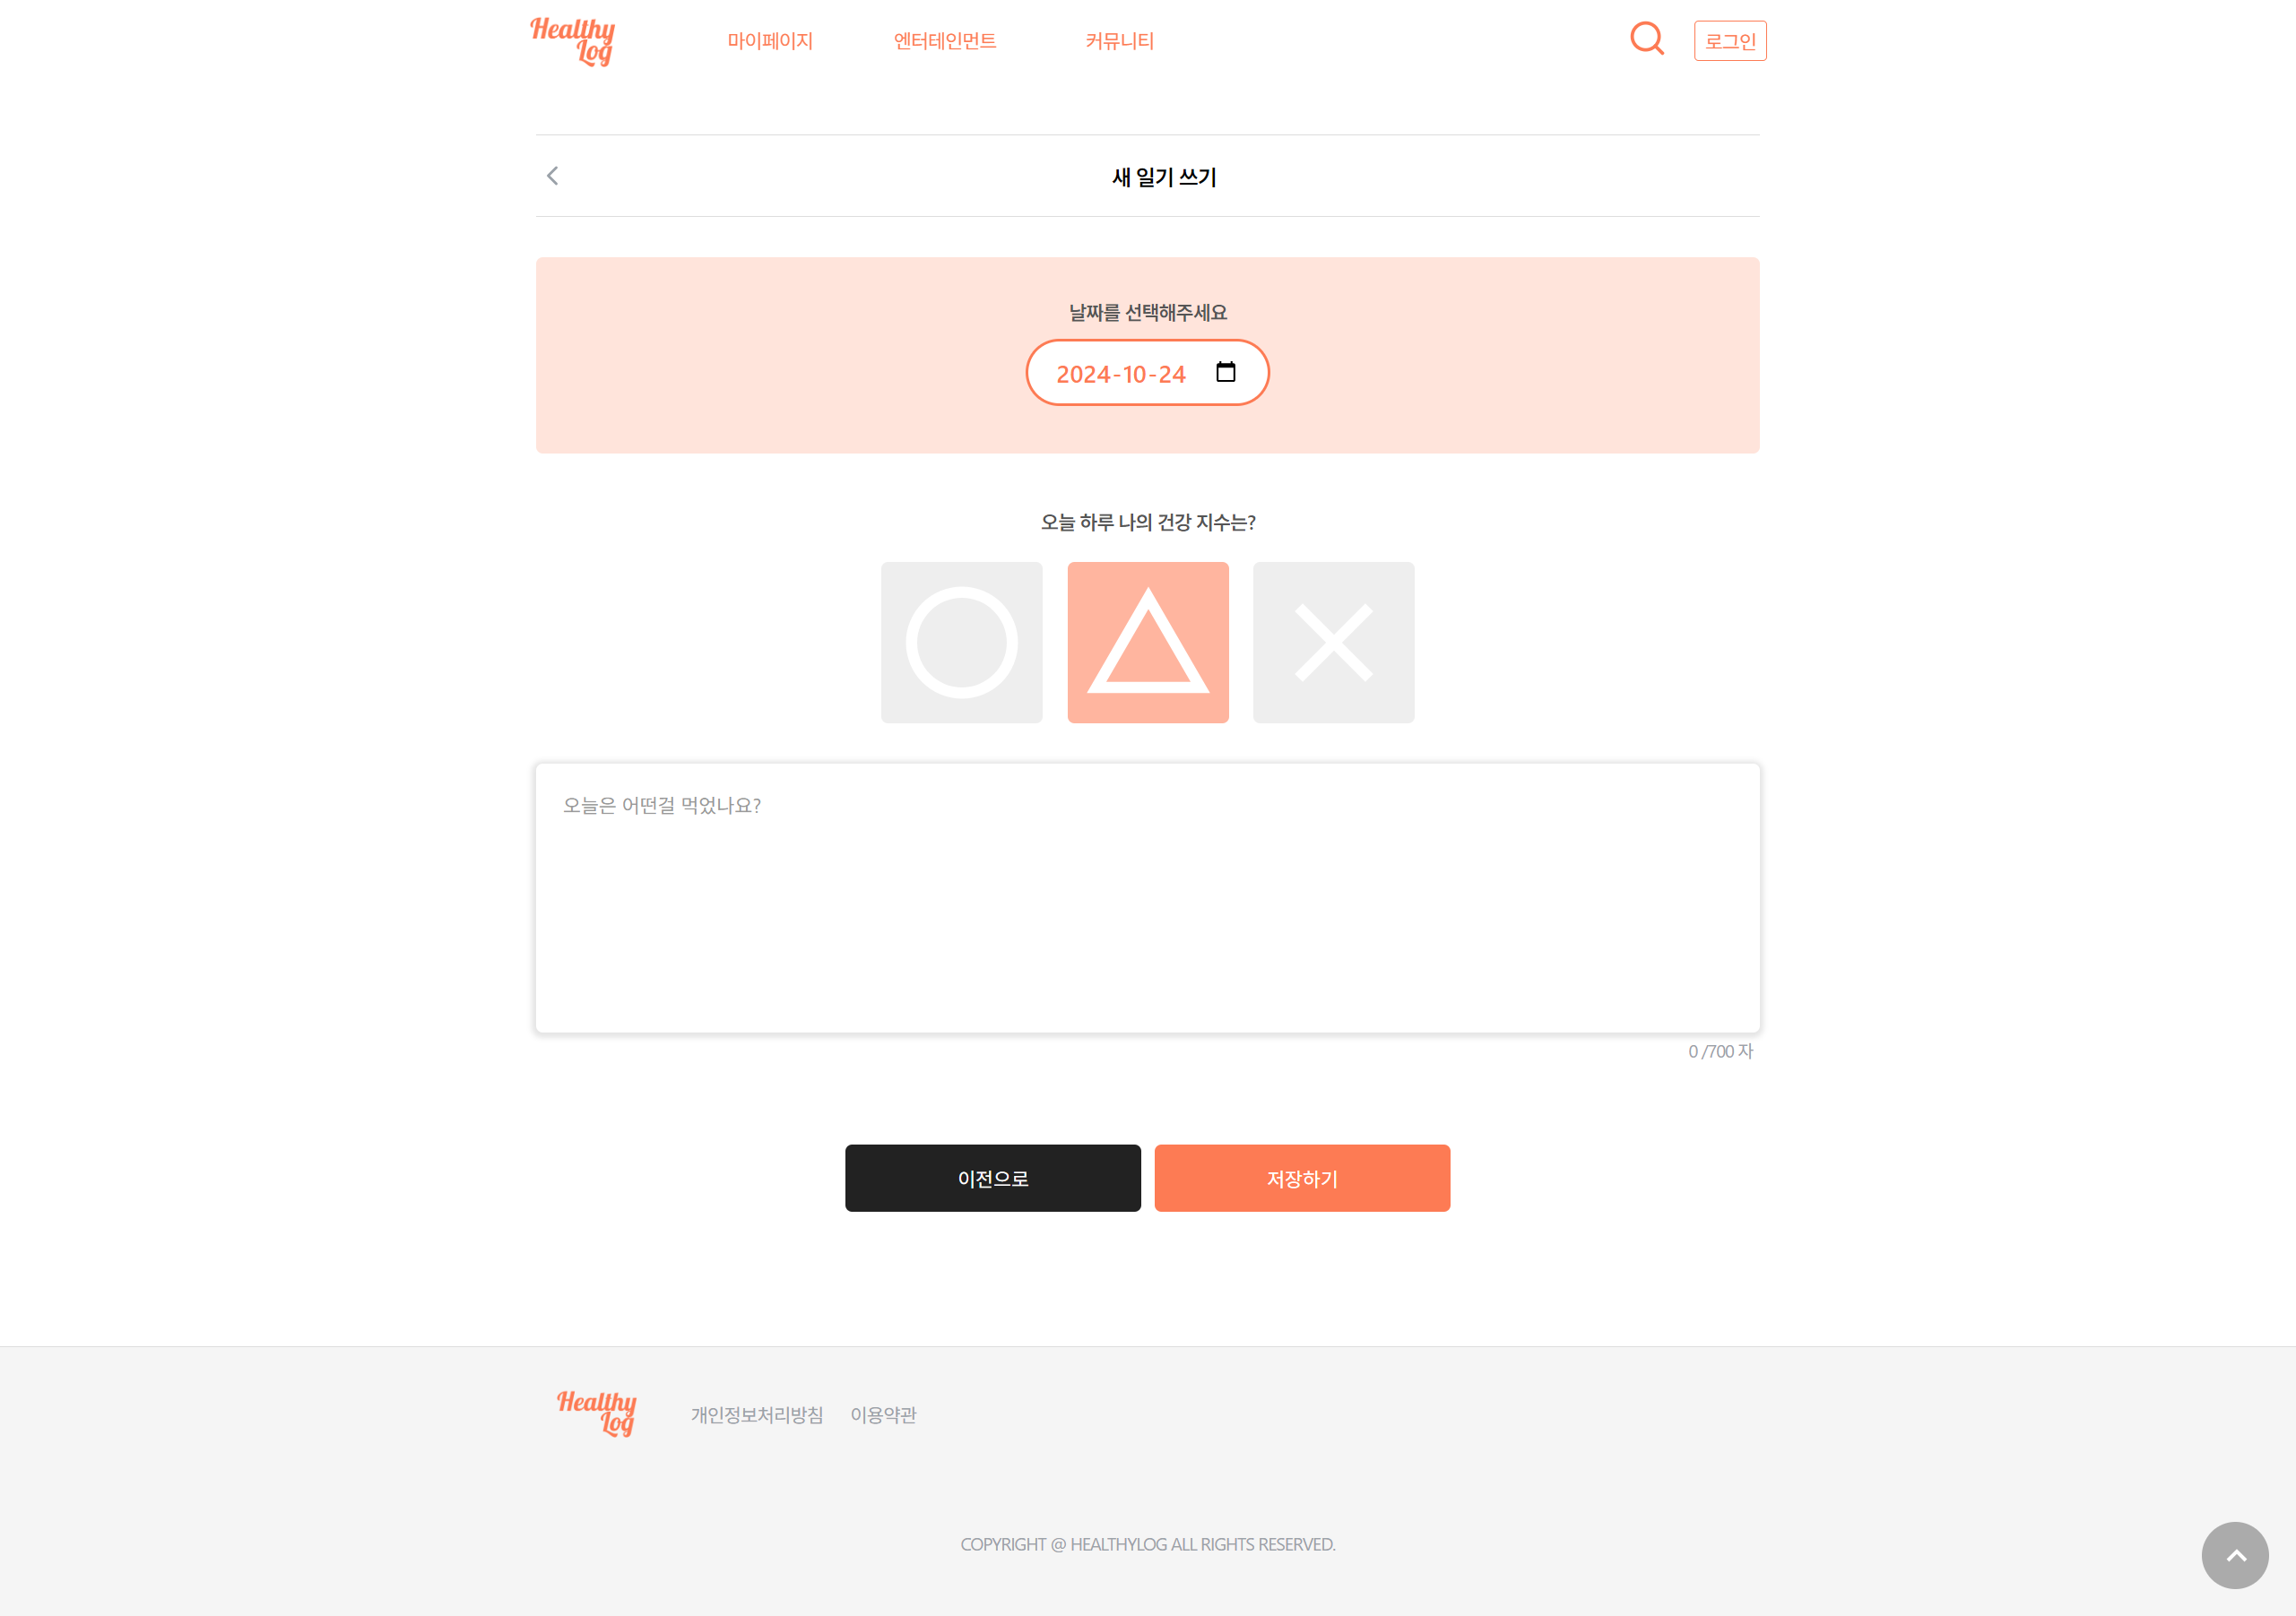 Healthy
Log
마이페이지
엔터테인먼트
커뮤니티
로그인
새 일기 쓰기
날짜를 선택해주세요
2024-10-24
오늘 하루 나의 건강 지수는?
오늘은 어떤걸 먹었나요?
0 /700 자
이전으로
저장하기
Healthy
Log
개인정보처리방침
이용약관
COPYRIGHT @ HEALTHYLOG ALL RIGHTS RESERVED.